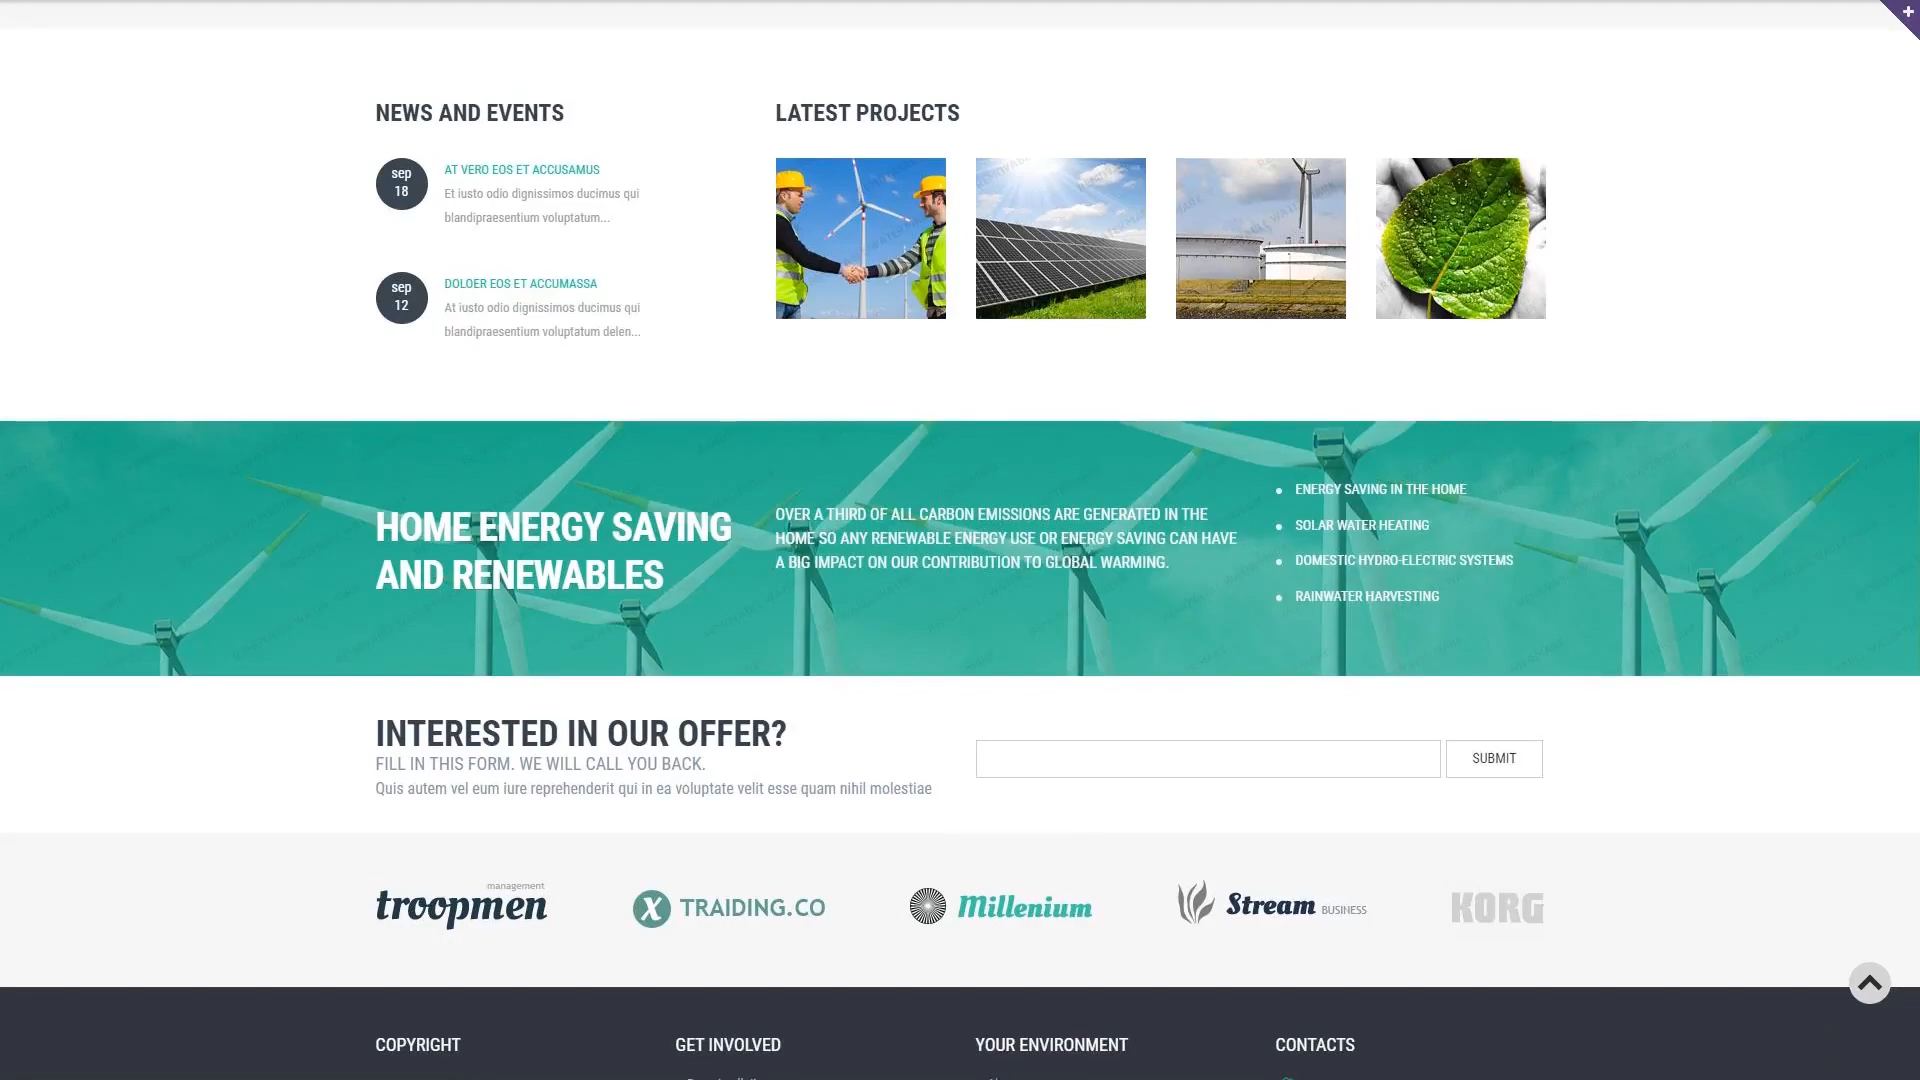 NEWS AND EVENTS
sep
18
AT VERO EOS ET ACCUSAMUS
Et iusto odio dignissimos ducimus qui
blandipraesentium voluptatum...
sep
12
DOLOER EOS ET ACCUMASSA
At iusto odio dignissimos ducimus qui
blandipraesentium voluptatum delen...
LATEST PROJECTS
HOME ENERGY SAVING
AND RENEWABLES
OVER A THIRD OF ALL CARBON EMISSIONS ARE GENERATED IN THE
HOME SO ANY RENEWABLE ENERGY USE OR ENERGY SAVING CAN HAVE
A BIG IMPACT ON OUR CONTRIBUTION TO GLOBAL WARMING.
ENERGY SAVING IN THE HOME
SOLAR WATER HEATING
DOMESTIC HYDRO-ELECTRIC SYSTEMS
RAINWATER HARVESTING
INTERESTED IN OUR OFFER?
FILL IN THIS FORM. WE WILL CALL YOU BACK.
Quis autem vel eum iure reprehenderit qui in ea voluptate velit esse quam nihil molestiae
SUBMIT
management
troopmen
X TRAIDING.CO
Millenium
Stream BUSINESS
KORG
COPYRIGHT
GET INVOLVED
YOUR ENVIRONMENT
CONTACTS